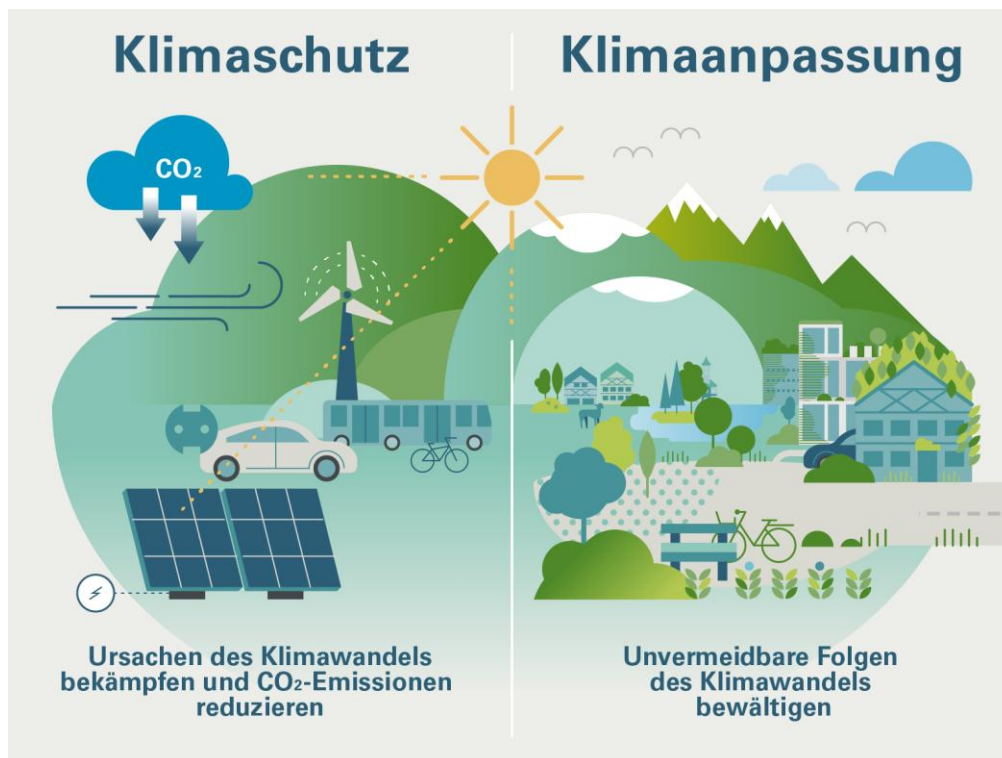 Klimaschutz
CO₂
Ursachen des Klimawandels
bekämpfen und CO₂-Emissionen
reduzieren
Klimaanpassung
Unvermeidbare Folgen
des Klimawandels
bewältigen